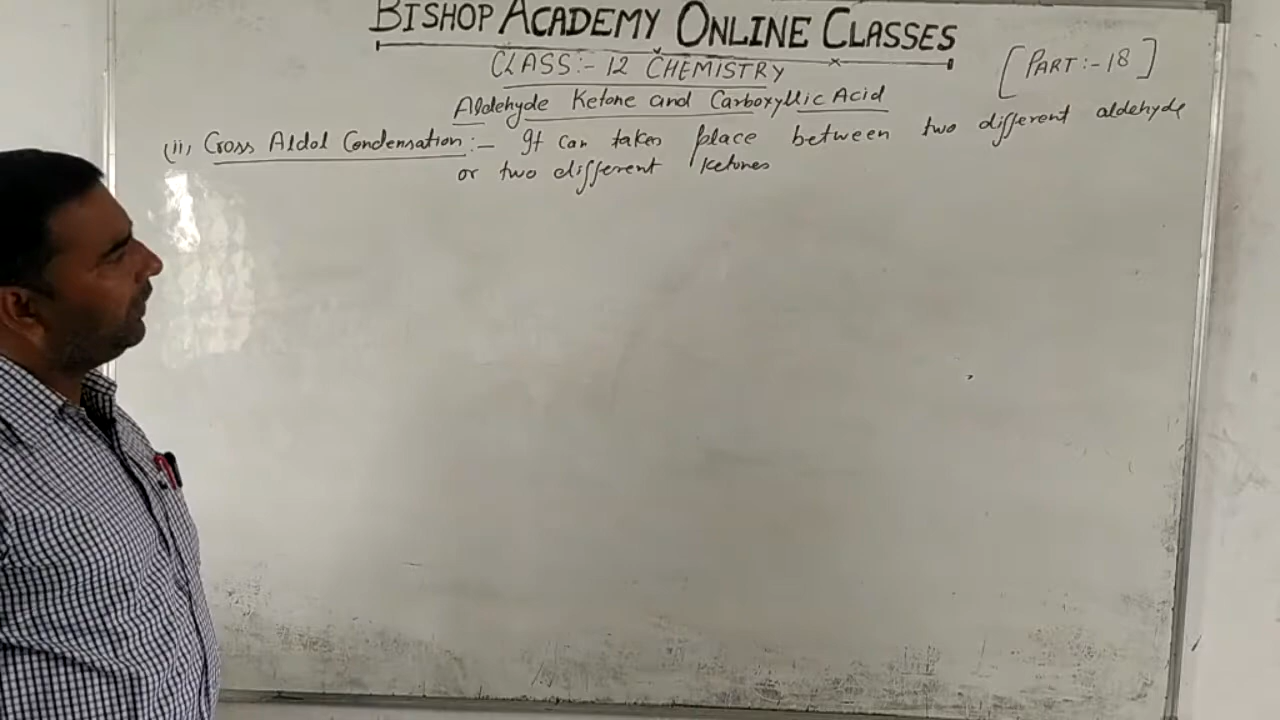 BISHOP ACADEMY ONLINE CLASSES
CLASS:- 12 CHEMISTRY
[PART:-18]
Aldehyde Ketone and Carboxyllic Acid
(ii) Cross Aldol Condensation:- It can taken place between two different aldehyde
or two different ketones